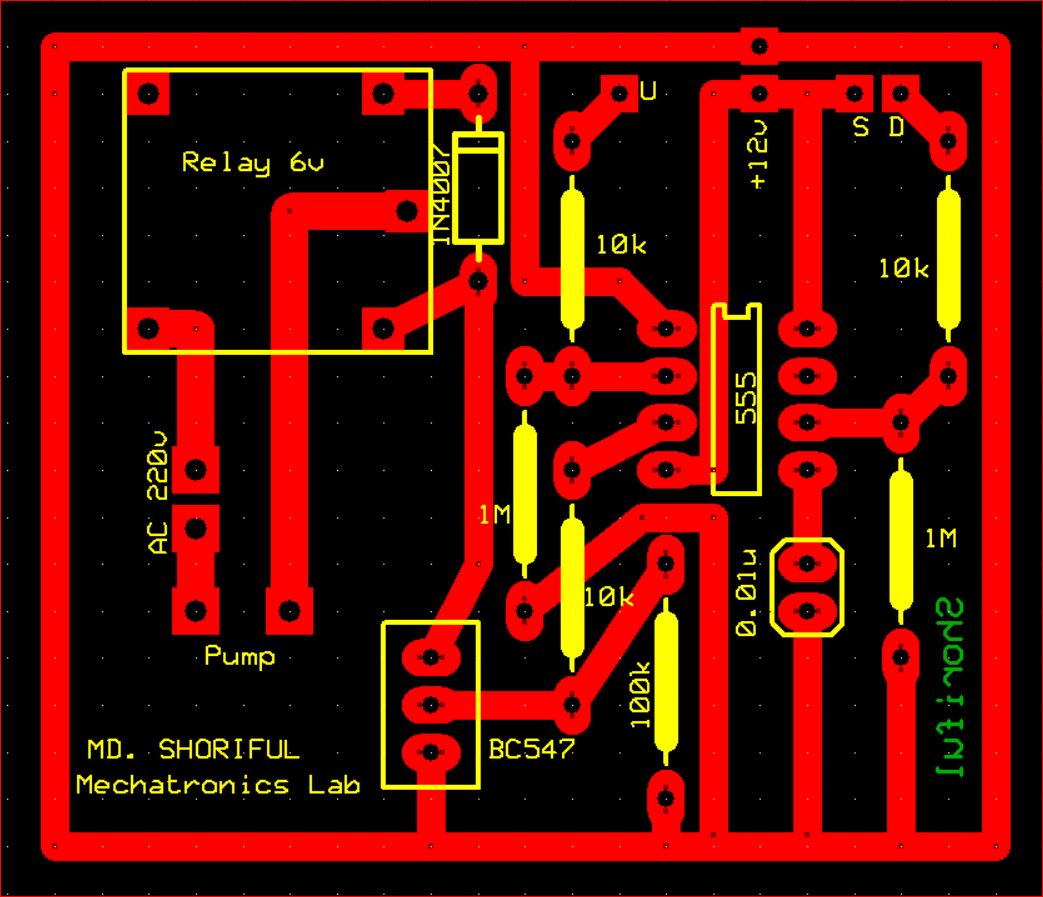 U
S D
+12v
Relay 6v
1N4007
10k
10k
555
AC 220v
1M
1M
10k
0.01u
Pump
100k
Shoriful
MD. SHORIFUL
BC547
Mechatronics Lab